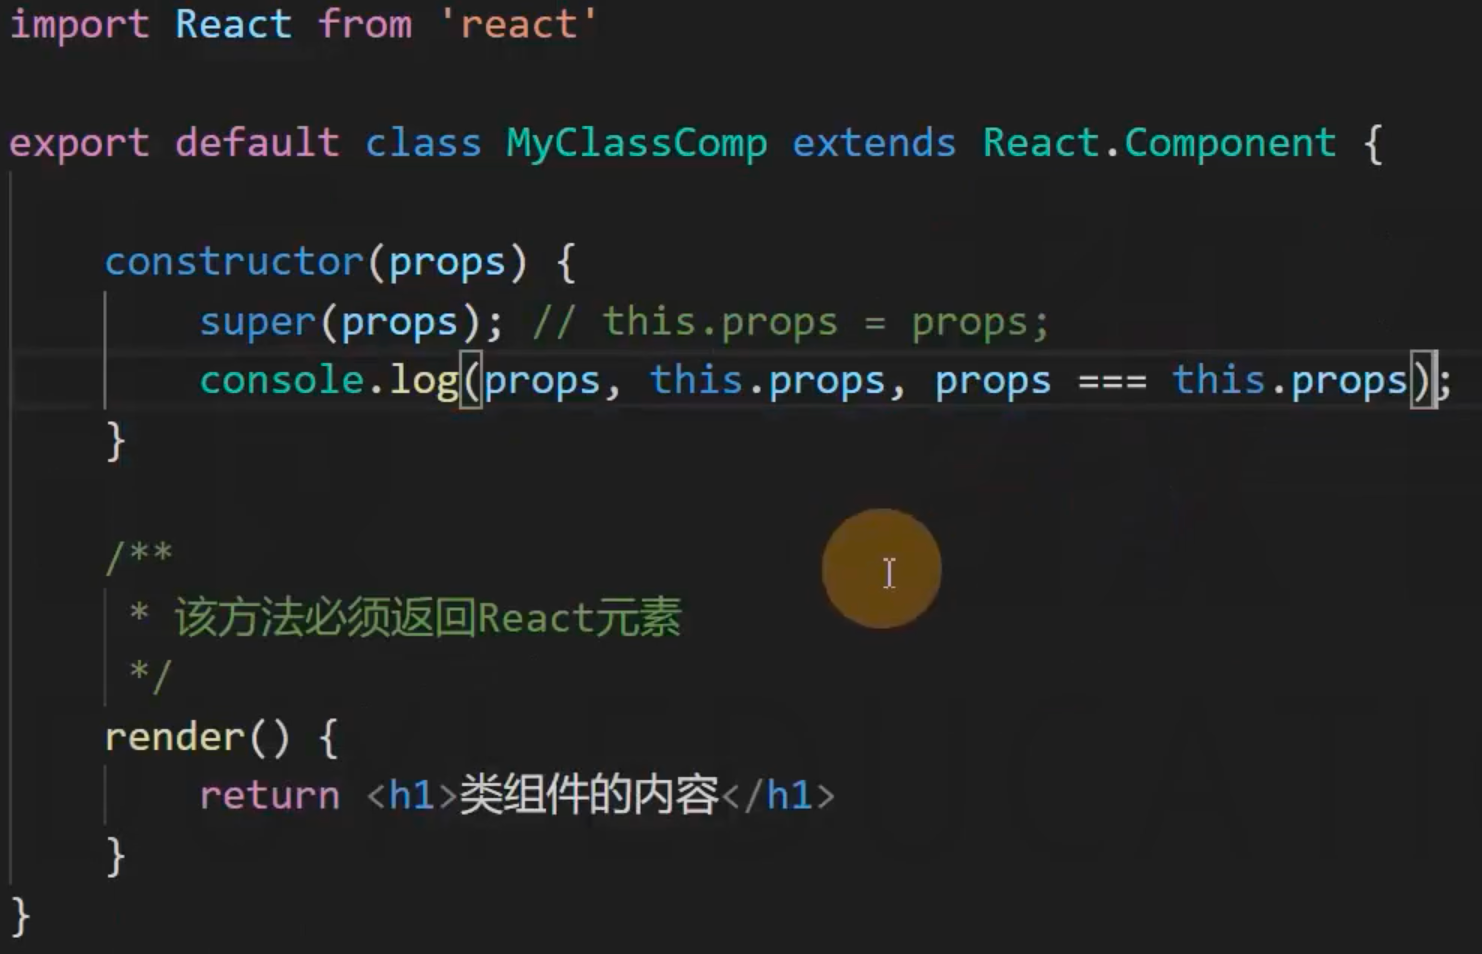 import React from 'react'
export default class MyClassComp extends React.Component {
constructor(props) {
super(props); // this.props = props;
console.log(props, this.props, props === this.props);
}
/**
* 该方法必须返回React元素
*/
render() {
return <h1>类组件的内容</h1>
}
}